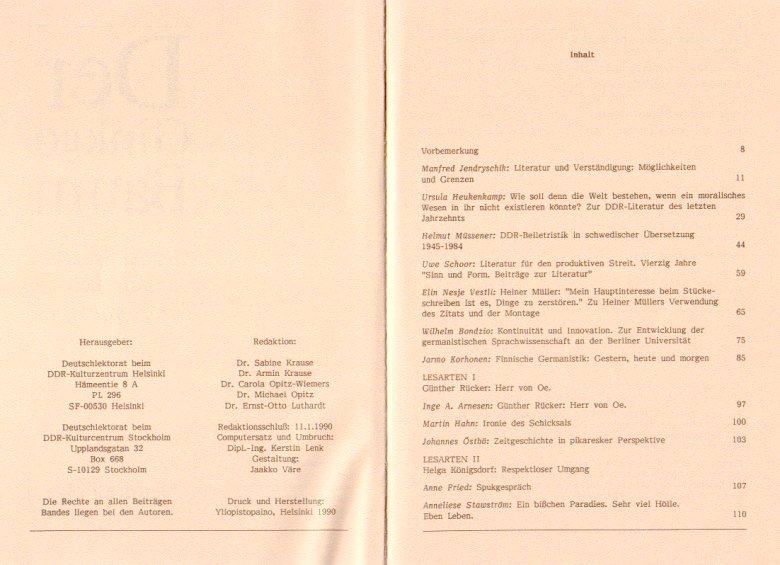 Herausgeber:
Deutschlektorat beim
DDR-Kulturzentrum Helsinki
Hämeentie 8 A
PL 296
SF-00530 Helsinki
Deutschlektorat beim
DDR-Kulturcentrum Stockholm
Upplandsgatan 32
Box 668
S-10129 Stockholm
Die Rechte an allen Beiträgen
Bandes liegen bei den Autoren.
Redaktion:
Dr. Sabine Krause
Dr. Armin Krause
Dr. Carola Opitz-Wiemers
Dr. Michael Opitz
Dr. Ernst-Otto Luthardt
Redaktionsschluß: 11.1.1990
Computersatz und Umbruch:
Dipl.-Ing. Kerstin Lenk
Gestaltung:
Jaakko Väre
Druck und Herstellung:
Yliopistopaino, Helsinki 1990
Inhalt
Vorbemerkung 8
Manfred Jendryschik: Literatur und Verständigung: Möglichkeiten
und Grenzen 11
Ursula Heukenkamp: Wie soll denn die Welt bestehen, wenn ein moralisches
Wesen in ihr nicht existieren könnte? Zur DDR-Literatur des letzten
Jahrzehnts 29
Helmut Müssener: DDR-Belletristik in schwedischer Übersetzung
1945-1984 44
Uwe Schoor: Literatur für den produktiven Streit. Vierzig Jahre
"Sinn und Form. Beiträge zur Literatur" 59
Elin Nesje Vestli: Heiner Müller: "Mein Hauptinteresse beim Stücke-
schreiben ist es, Dinge zu zerstören." Zu Heiner Müllers Verwendung
des Zitats und der Montage 65
Wilhelm Bondzio: Kontinuität und Innovation. Zur Entwicklung der
germanistischen Sprachwissenschaft an der Berliner Universität 75
Jarmo Korhonen: Finnische Germanistik: Gestern, heute und morgen 85
LESARTEN I
Günther Rücker: Herr von Oe.
Inge A. Arnesen: Günther Rücker: Herr von Oe. 97
Martin Hahn: Ironie des Schicksals 100
Johannes Östbö: Zeitgeschichte in pikaresker Perspektive 103
LESARTEN II
Helga Königsdorf: Respektloser Umgang
Anne Fried: Spukgespräch 107
Anneliese Stawström: Ein bißchen Paradies. Sehr viel Hölle.
Eben Leben. 110